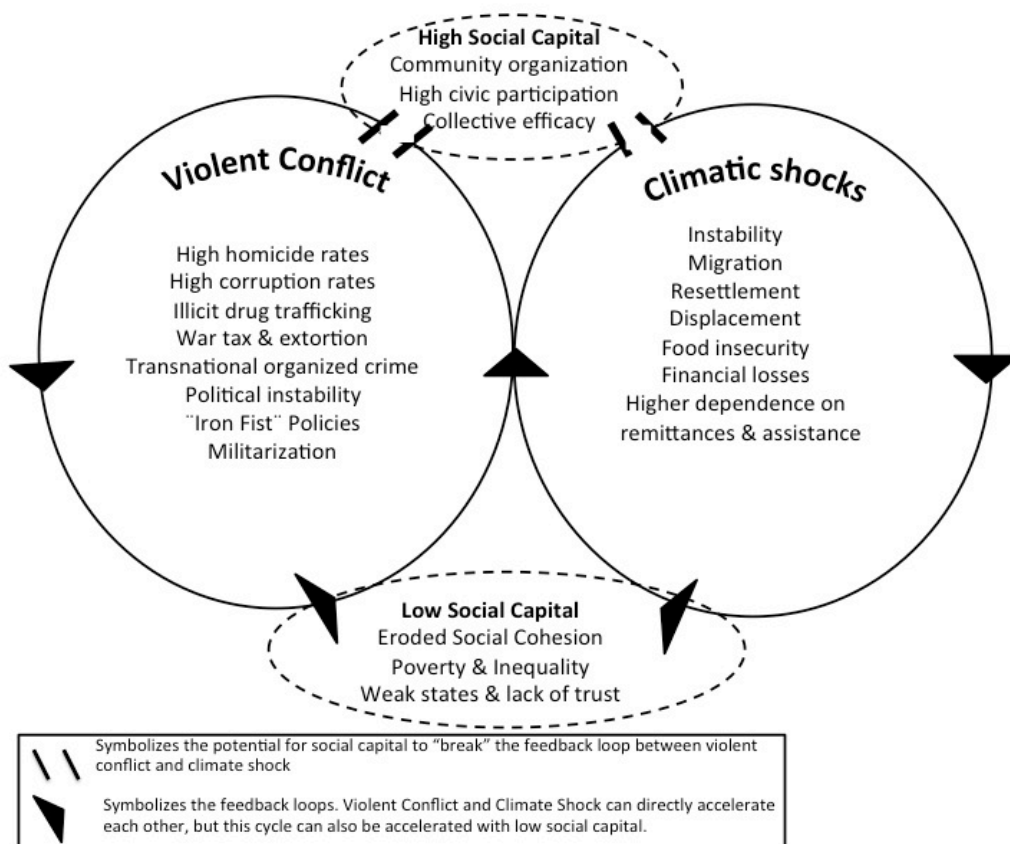 High Social Capital
Community organization
High civic participation
Collective efficacy
Violent Conflict
High homicide rates
High corruption rates
Illicit drug trafficking
War tax & extortion
Transnational organized crime
Political instability
¨Iron Fist¨ Policies
Militarization
Climatic shocks
Instability
Migration
Resettlement
Displacement
Food insecurity
Financial losses
Higher dependence on
remittances & assistance
Low Social Capital
Eroded Social Cohesion
Poverty & Inequality
Weak states & lack of trust
Symbolizes the potential for social capital to “break” the feedback loop between violent
conflict and climate shock
Symbolizes the feedback loops. Violent Conflict and Climate Shock can directly accelerate
each other, but this cycle can also be accelerated with low social capital.